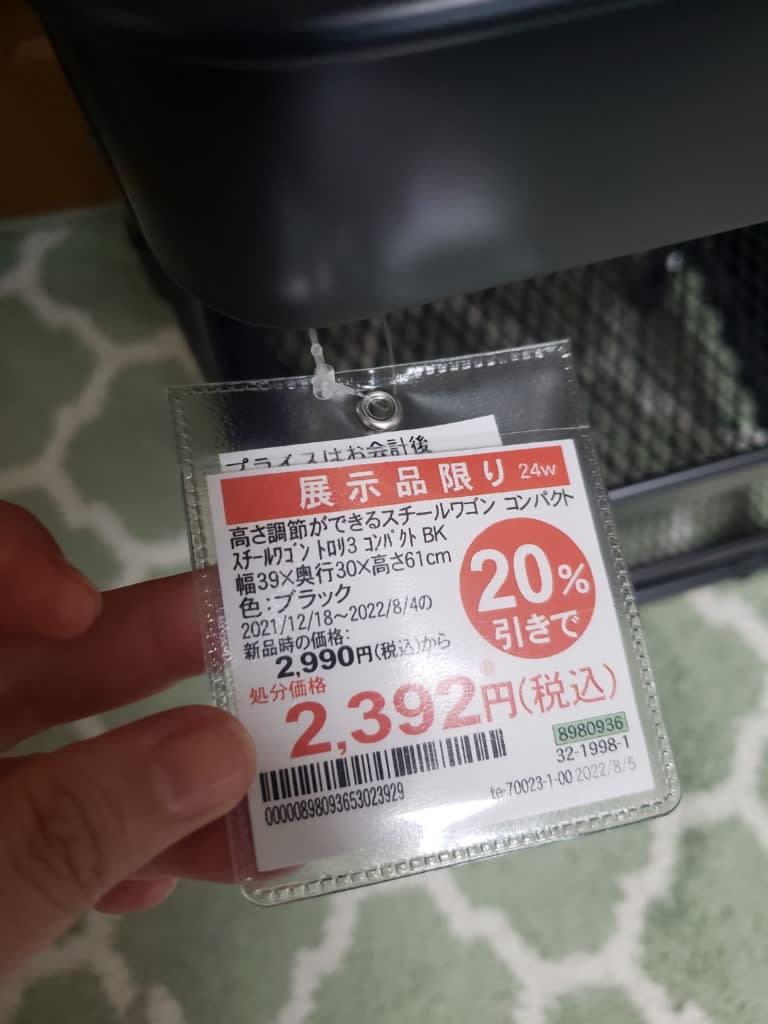 プライスはお会計後
展示品限り 24w
高さ調節ができるスチールワゴン コンパクト
ｽﾁｰﾙﾜｺﾞﾝ ﾄﾛﾘ3 ｺﾝﾊﾟｸﾄ BK
幅39×奥行30×高さ61cm
色:ブラック
2021/12/18～2022/8/4の
新品時の価格:
2,990円(税込)から
20%
引きで
処分価格
2,392円(税込)
8980936
32-1998-1
0000089809365302392​9
te-70023-1-00 2022/8/5